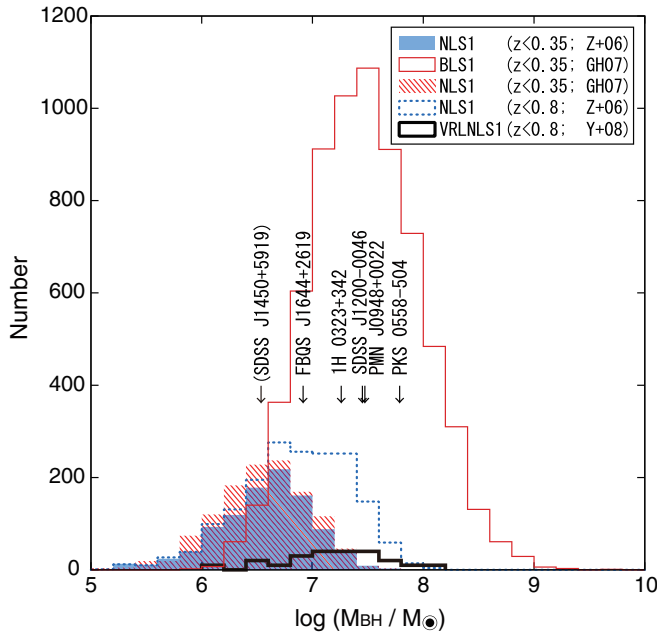 1200
1000
800
600
400
200
0
Number
NLS1 (z<0.35; Z+06)
BLS1 (z<0.35; GH07)
NLS1 (z<0.35; GH07)
NLS1 (z<0.8; Z+06)
VRLNLS1 (z<0.8; Y+08)
(SDSS J1450+5919)
FBQS J1644+2619
1H 0323+342
SDSS J1200-0046
PMN J0948+0022
PKS 0558-504
5 6 7 8 9 10
log (MBH / M☉)